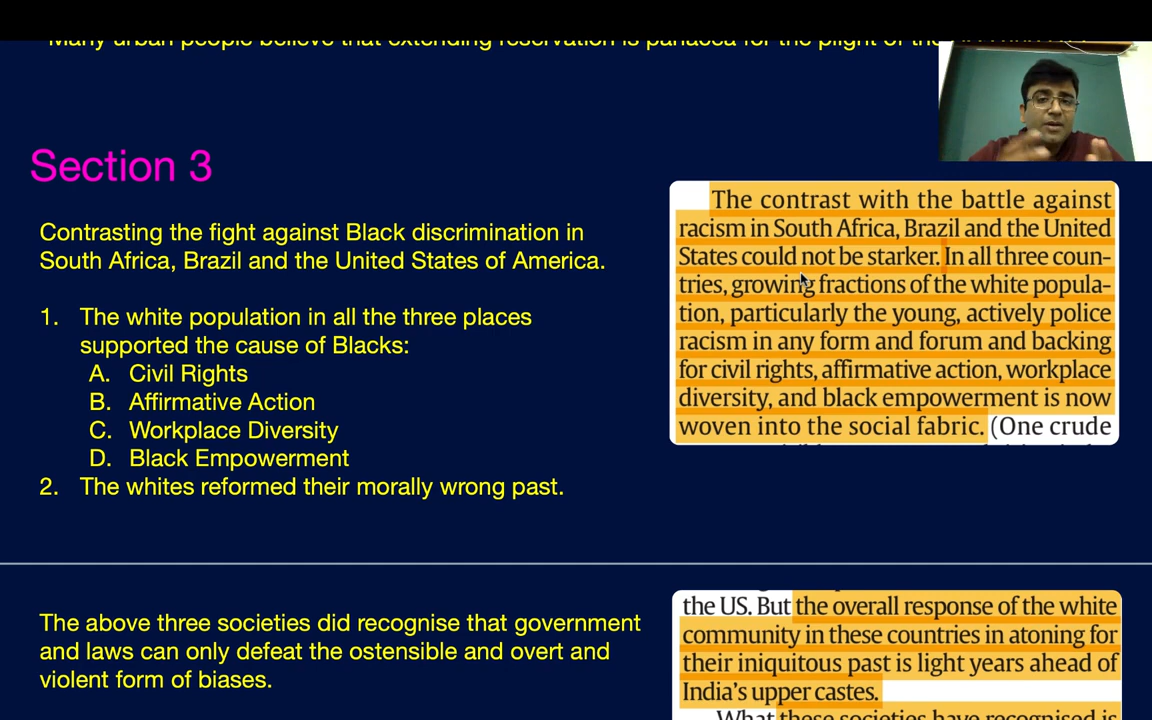 Many urban people believe that extending reservation is panacea for the plight of the
Section 3
Contrasting the fight against Black discrimination in
South Africa, Brazil and the United States of America.
1. The white population in all the three places
supported the cause of Blacks:
A. Civil Rights
B. Affirmative Action
C. Workplace Diversity
D. Black Empowerment
2. The whites reformed their morally wrong past.
The contrast with the battle against
racism in South Africa, Brazil and the United
States could not be starker. In all three coun-
tries, growing fractions of the white popula-
tion, particularly the young, actively police
racism in any form and forum and backing
for civil rights, affirmative action, workplace
diversity, and black empowerment is now
woven into the social fabric. (One crude
The above three societies did recognise that government
and laws can only defeat the ostensible and overt and
violent form of biases.
the US. But the overall response of the white
community in these countries in atoning for
their iniquitous past is light years ahead of
India's upper castes.
What these societies have recognised is